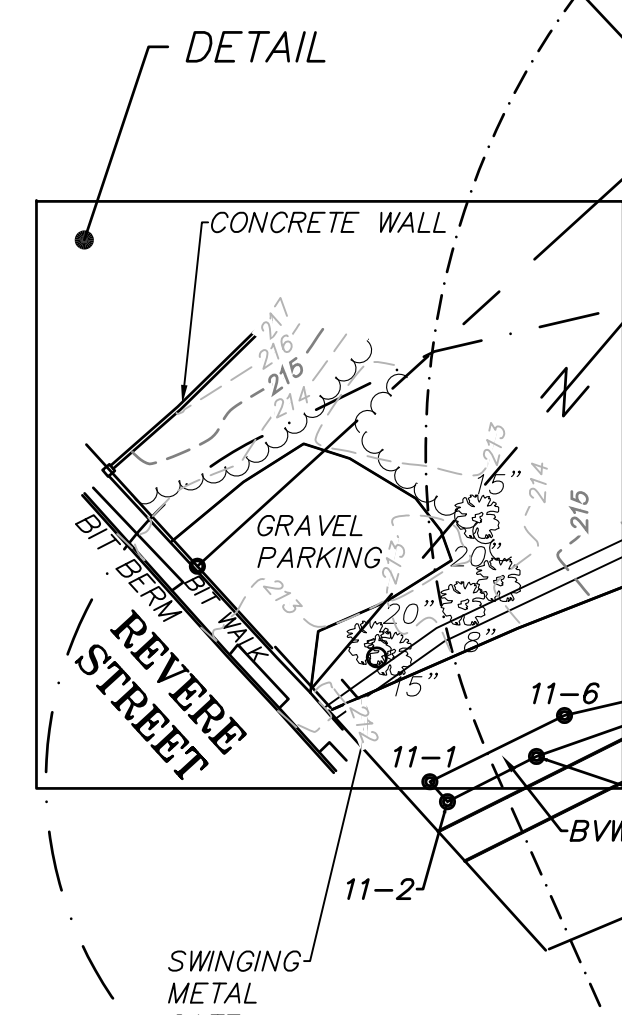 DETAIL
CONCRETE WALL
217
216
215
214
213
15"
214
215
GRAVEL
PARKING
213
20"
BIT BERM
BIT WALK
213
20"
8"
15"
REVERE
STREET
212
11-6
11-1
BVW
11-2
SWINGING
METAL